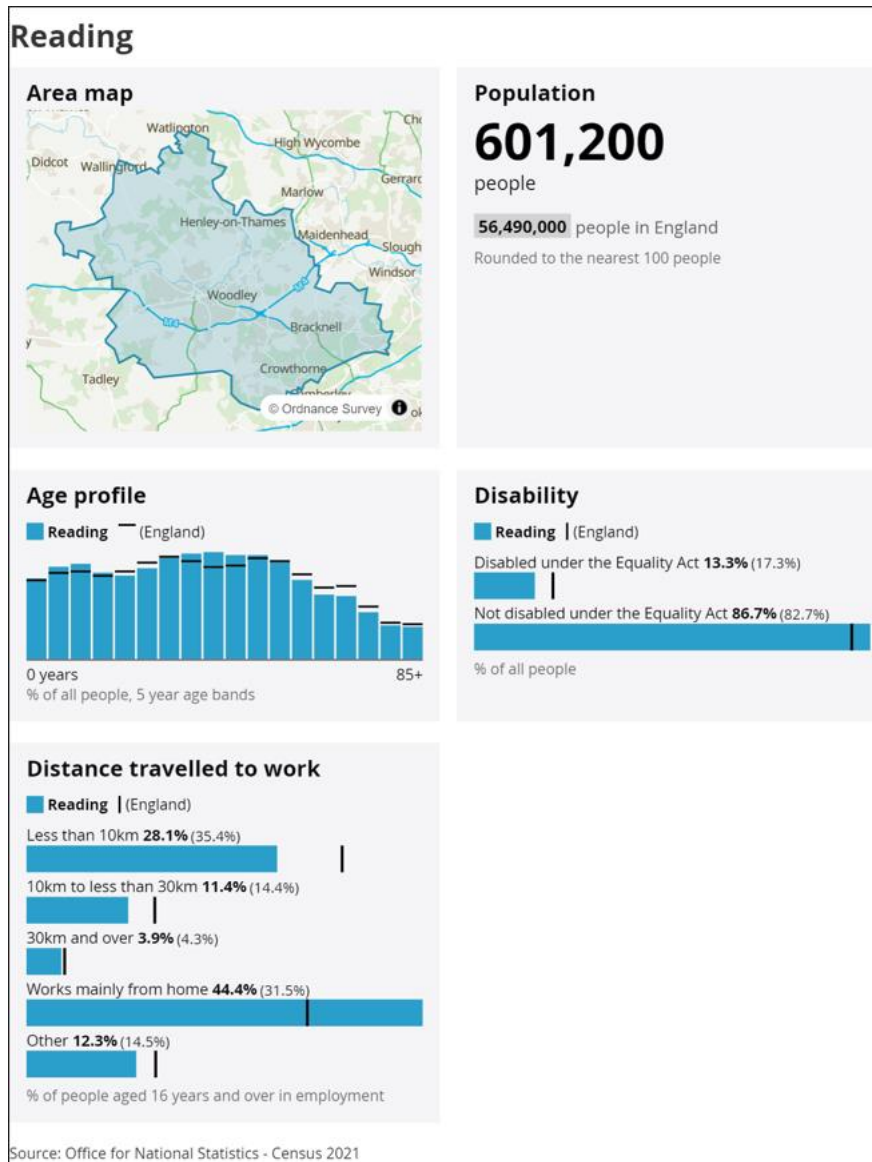 Reading
Area map
Watlington
High Wycombe
Didcot
Wallingford
Marlow
Henley-on-Thames
Maidenhead
Slough
Windsor
Woodley
M4
M4
Bracknell
Crowthorne
Tadley
© Ordnance Survey
Population
601,200
people
56,490,000 people in England
Rounded to the nearest 100 people
Age profile
Reading (England)
0 years 85+
% of all people, 5 year age bands
Disability
Reading (England)
Disabled under the Equality Act 13.3% (17.3%)
Not disabled under the Equality Act 86.7% (82.7%)
% of all people
Distance travelled to work
Reading (England)
Less than 10km 28.1% (35.4%)
10km to less than 30km 11.4% (14.4%)
30km and over 3.9% (4.3%)
Works mainly from home 44.4% (31.5%)
Other 12.3% (14.5%)
% of people aged 16 years and over in employment
Source: Office for National Statistics - Census 2021